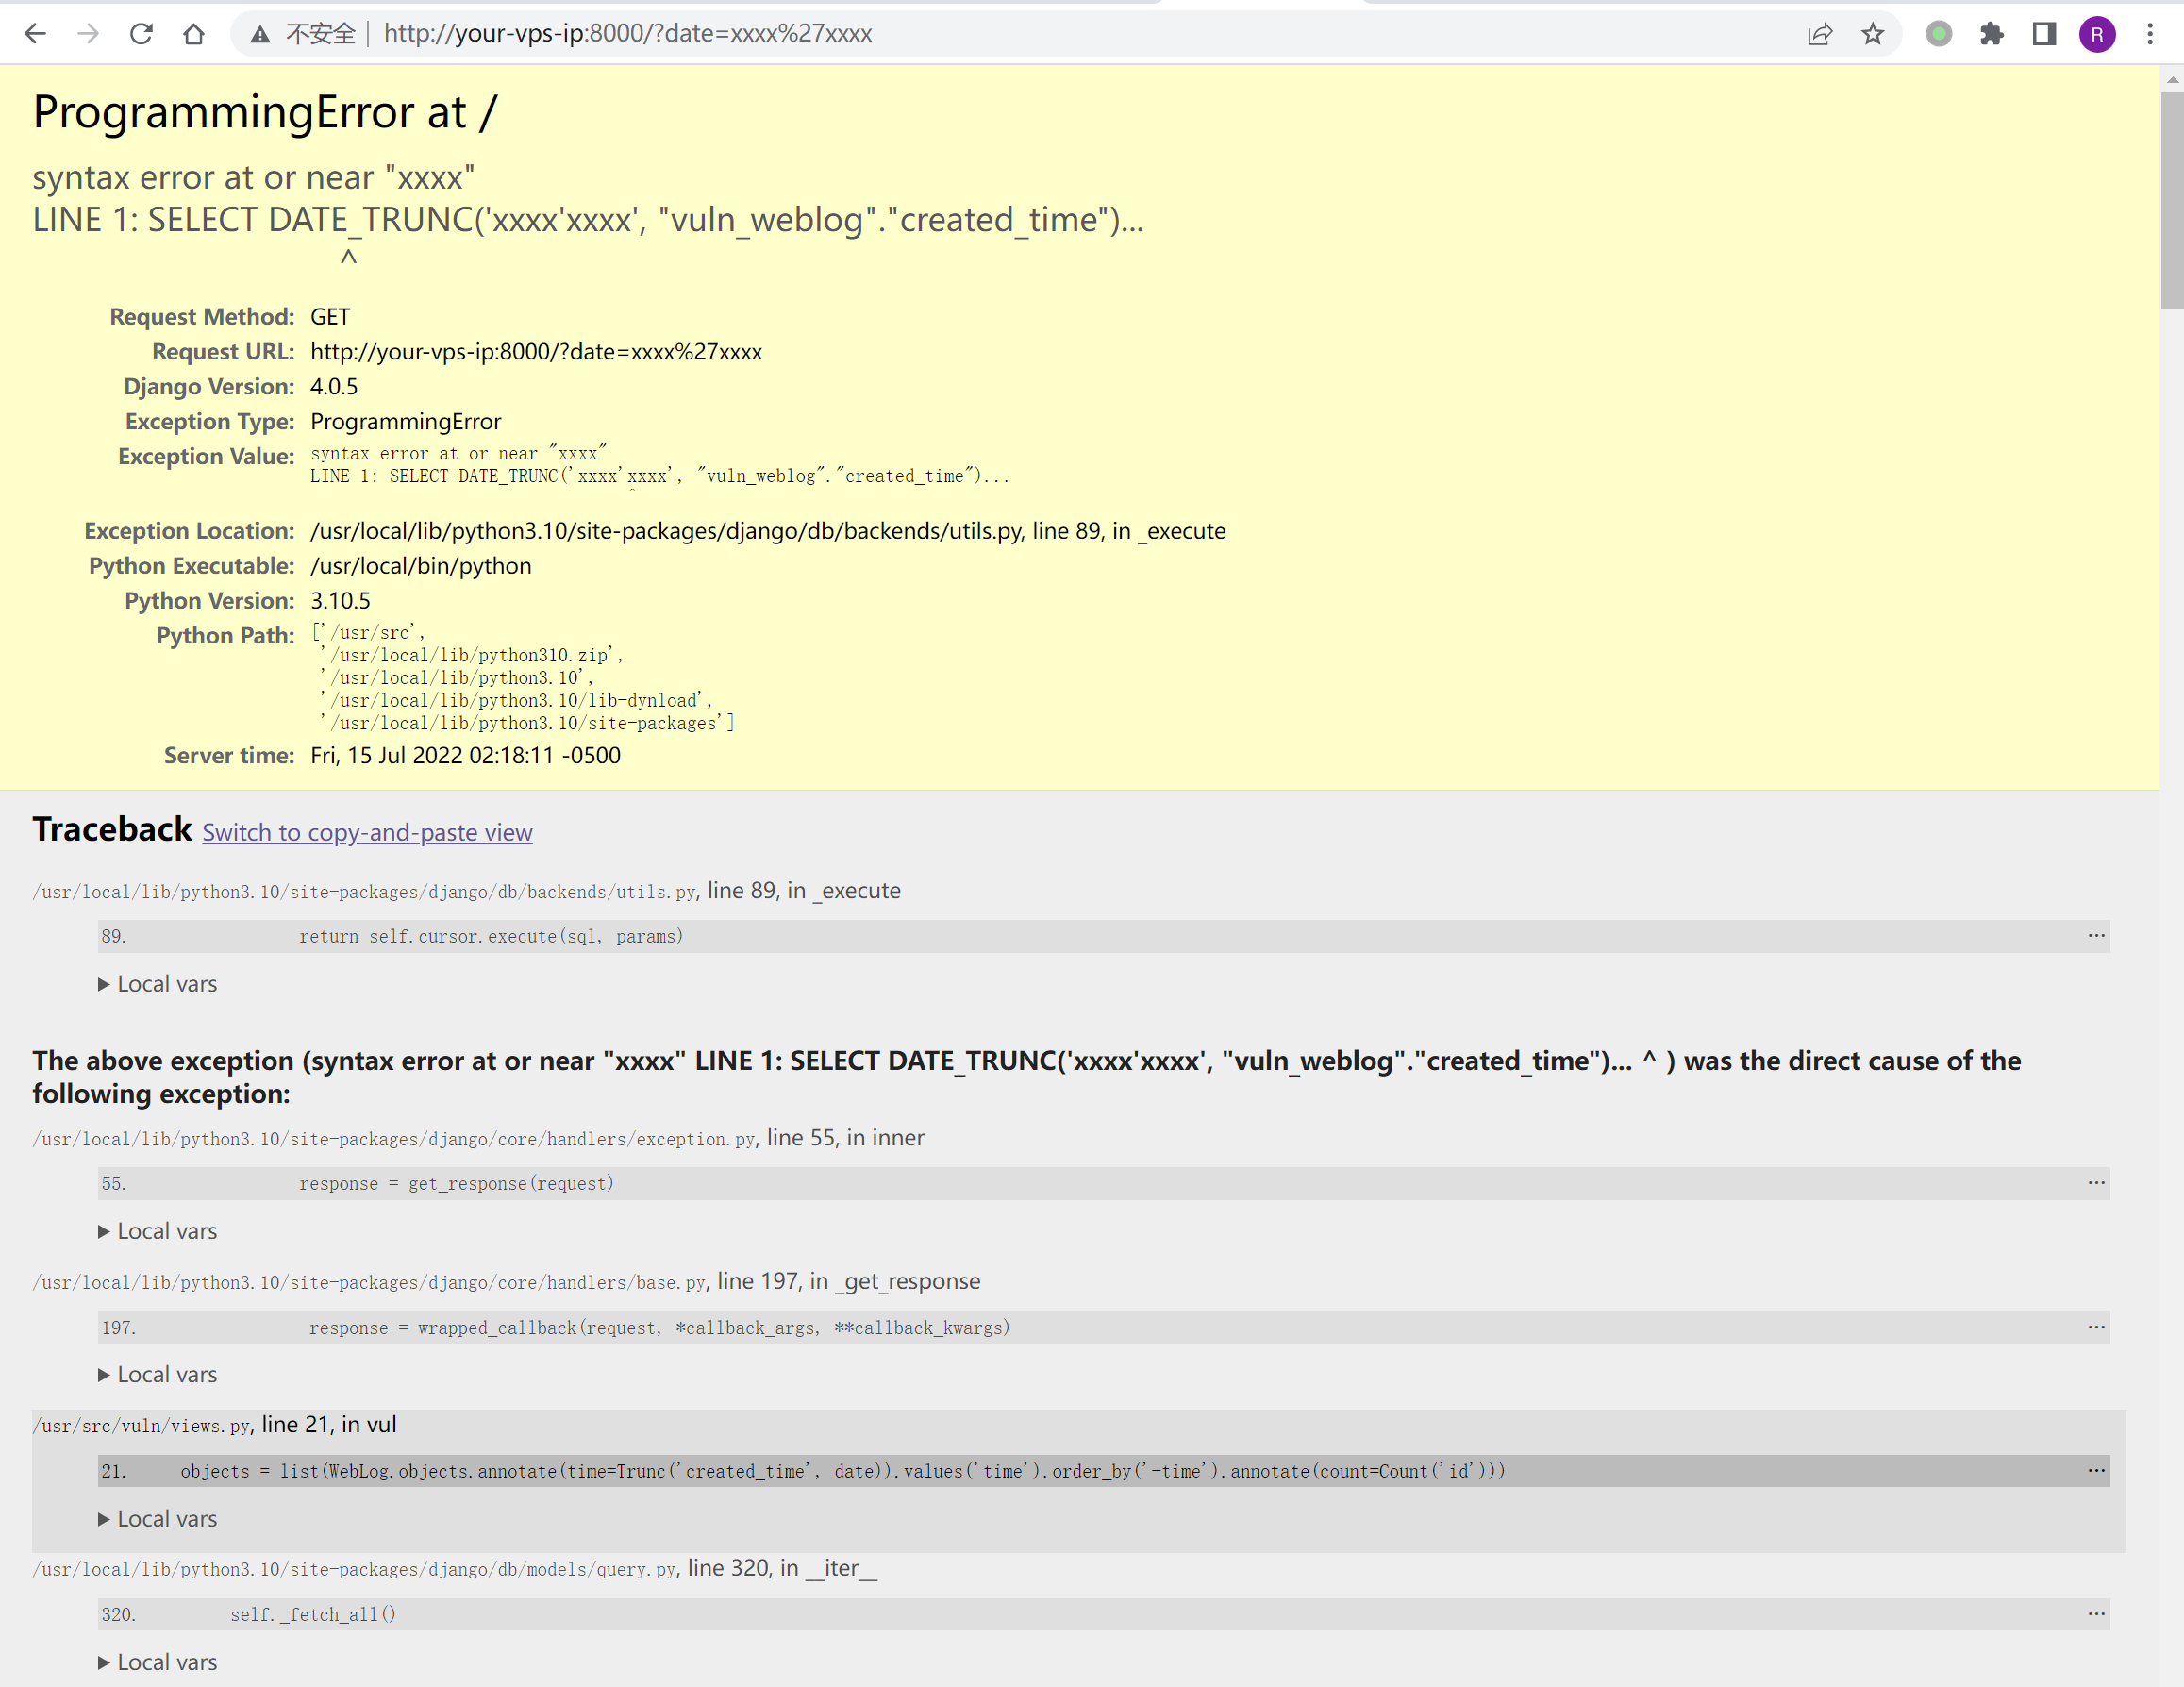 不安全 | http://your-vps-ip:8000/?date=xxxx%27xxxx
R
ProgrammingError at /
syntax error at or near "xxxx"
LINE 1: SELECT DATE_TRUNC('xxxx'xxxx', "vuln_weblog"."created_time")...
^
Request Method: GET
Request URL: http://your-vps-ip:8000/?date=xxxx%27xxxx
Django Version: 4.0.5
Exception Type: ProgrammingError
Exception Value: syntax error at or near "xxxx"
LINE 1: SELECT DATE_TRUNC('xxxx'xxxx', "vuln_weblog"."created_time")...
^
Exception Location: /usr/local/lib/python3.10/site-packages/django/db/backends/utils.py, line 89, in _execute
Python Executable: /usr/local/bin/python
Python Version: 3.10.5
Python Path: ['/usr/src',
'/usr/local/lib/python310.zip',
'/usr/local/lib/python3.10',
'/usr/local/lib/python3.10/lib-dynload',
'/usr/local/lib/python3.10/site-packages']
Server time: Fri, 15 Jul 2022 02:18:11 -0500
Traceback Switch to copy-and-paste view
/usr/local/lib/python3.10/site-packages/django/db/backends/utils.py, line 89, in _execute
89. return self.cursor.execute(sql, params) ...
▶ Local vars
The above exception (syntax error at or near "xxxx" LINE 1: SELECT DATE_TRUNC('xxxx'xxxx', "vuln_weblog"."created_time")... ^ ) was the direct cause of the
following exception:
/usr/local/lib/python3.10/site-packages/django/core/handlers/exception.py, line 55, in inner
55. response = get_response(request) ...
▶ Local vars
/usr/local/lib/python3.10/site-packages/django/core/handlers/base.py, line 197, in _get_response
197. response = wrapped_callback(request, *callback_args, **callback_kwargs) ...
▶ Local vars
/usr/src/vuln/views.py, line 21, in vul
21. objects = list(WebLog.objects.annotate(time=Trunc('created_time', date)).values('time').order_by('-time').annotate(count=Count('id'))) ...
▶ Local vars
/usr/local/lib/python3.10/site-packages/django/db/models/query.py, line 320, in __iter__
320. self._fetch_all() ...
▶ Local vars